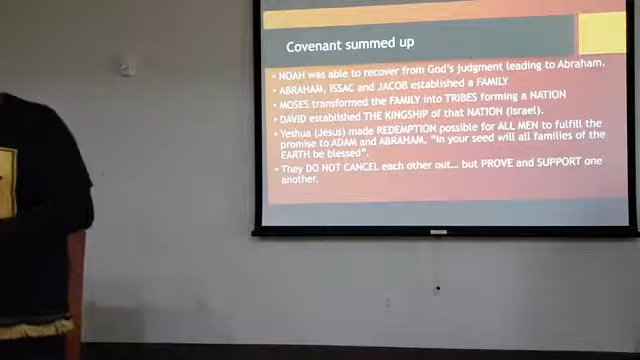 Covenant summed up
• NOAH was able to recover from God's judgment leading to Abraham.
• ABRAHAM, ISSAC and JACOB established a FAMILY
• MOSES transformed the FAMILY into TRIBES forming a NATION
• DAVID established THE KINGSHIP of that NATION (Israel).
• Yeshua (Jesus) made REDEMPTION possible for ALL MEN to fulfill the
promise to ADAM and ABRAHAM, "In your seed will all families of the
EARTH be blessed".
• They DO NOT CANCEL each other out... but PROVE and SUPPORT one
another.